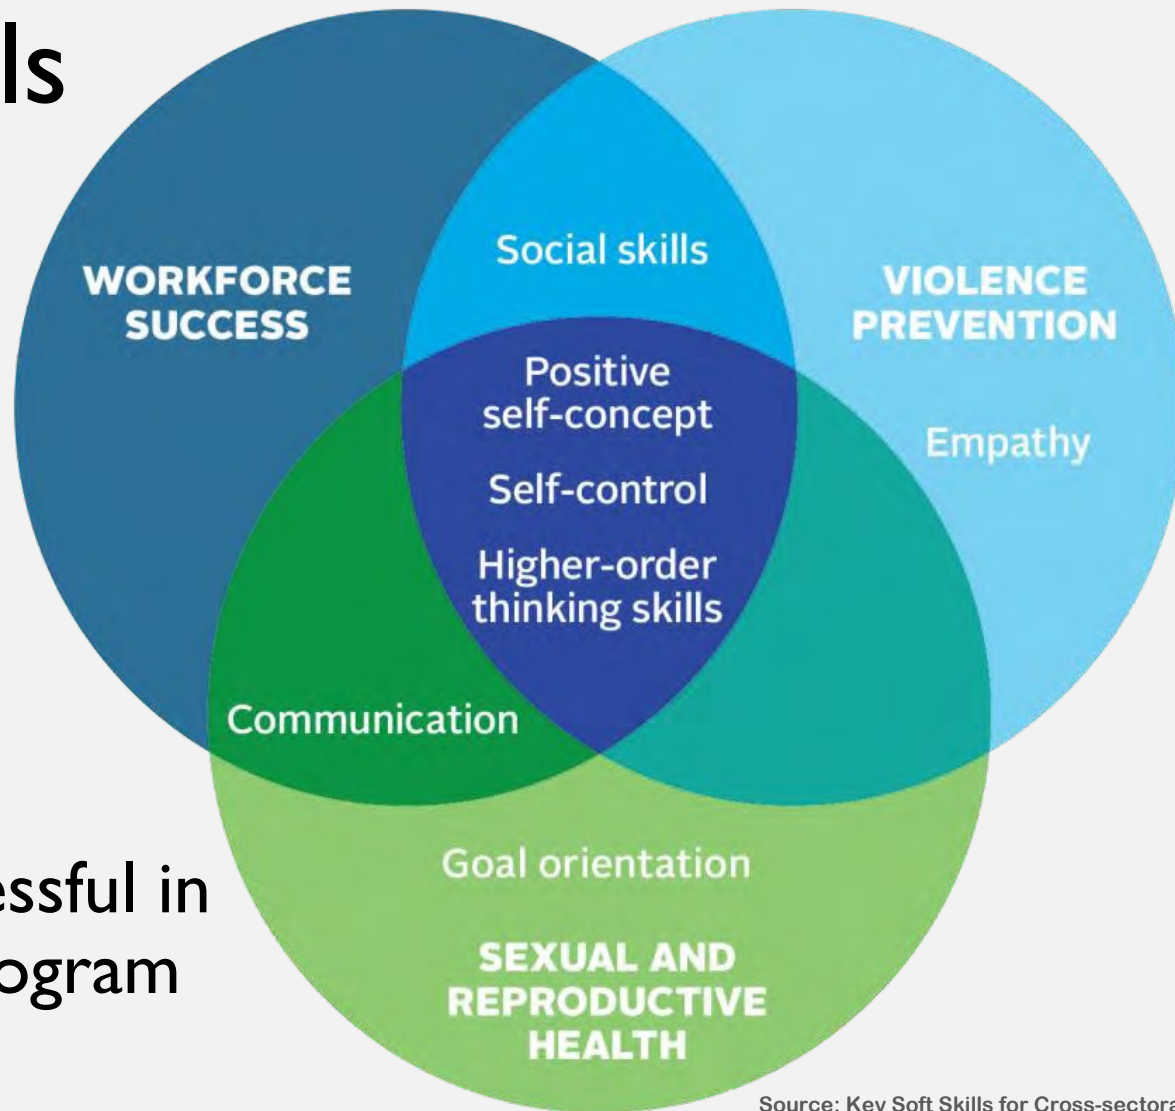 ls
WORKFORCE
SUCCESS
Social skills
VIOLENCE
PREVENTION
Positive
self-concept
Empathy
Self-control
Higher-order
thinking skills
Communication
Goal orientation
essful in
ogram
SEXUAL AND
REPRODUCTIVE
HEALTH
Source: Key Soft Skills for Cross-sectora